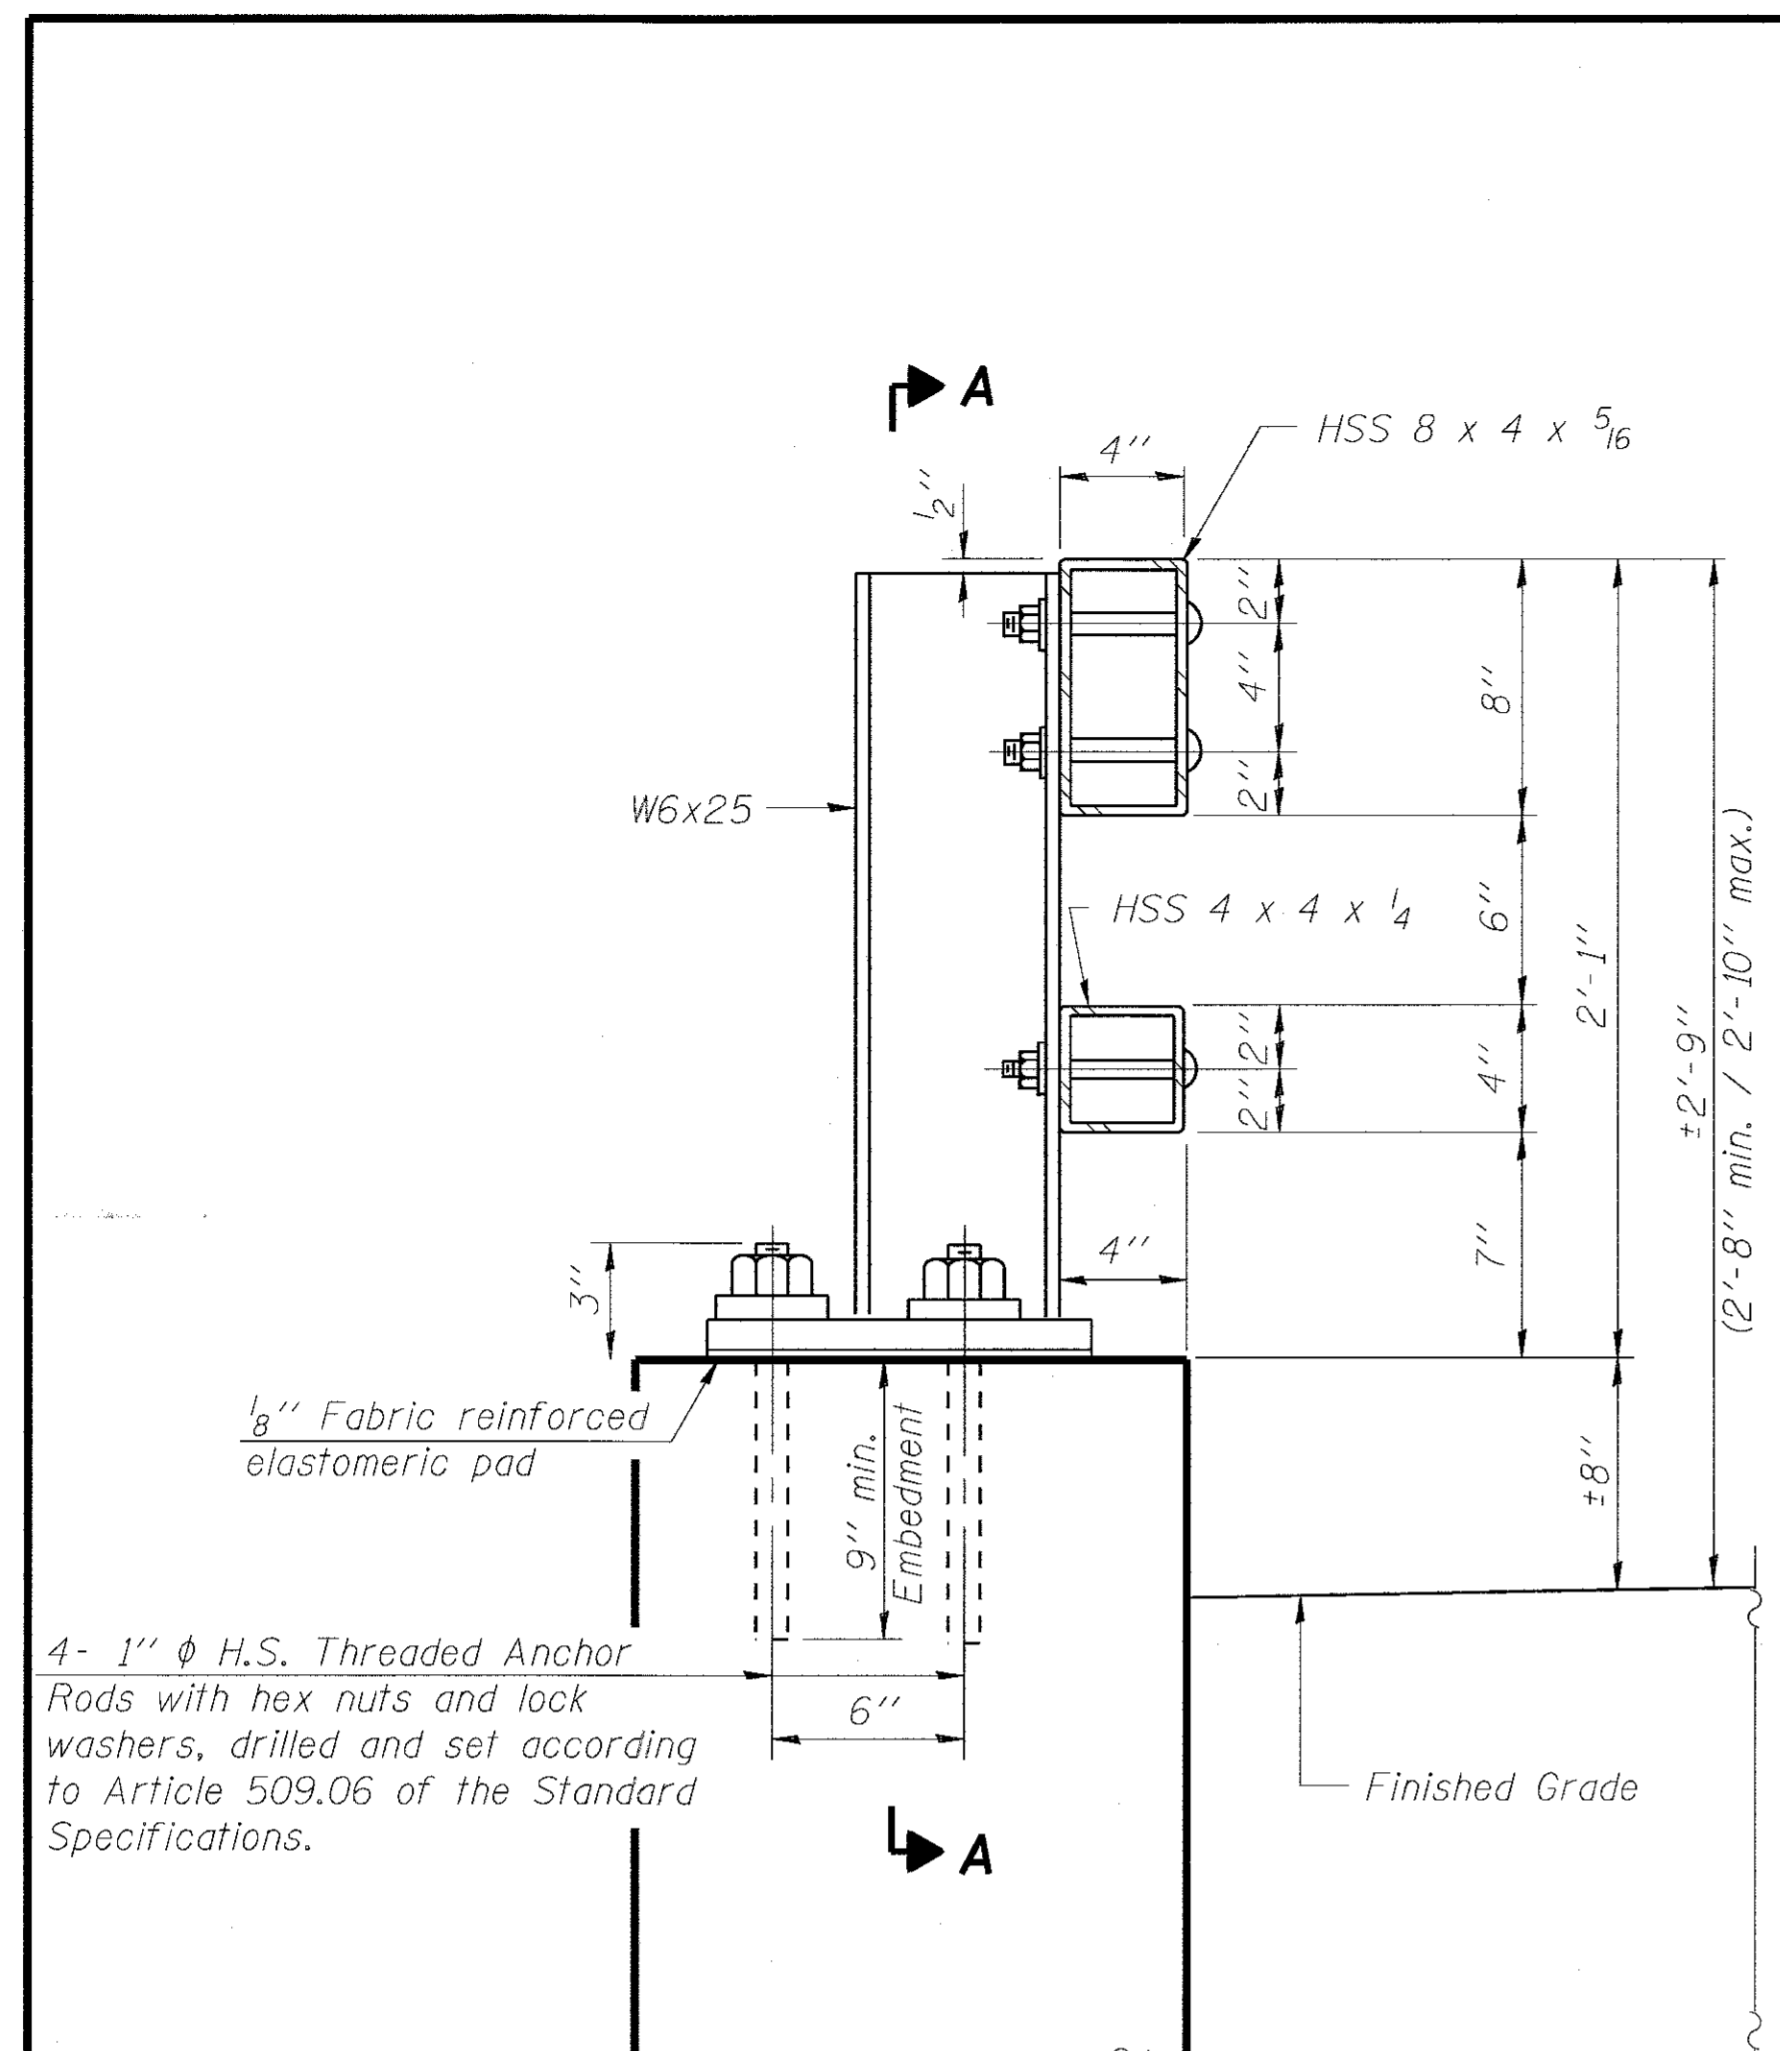 A
HSS 8 x 4 x 5/16
4"
1/2"
2"
4"
2"
8"
W6x25
HSS 4 x 4 x 1/4
6"
2'-1"
±2'-9"
(2'-8" min. / 2'-10" max.)
2"
2"
4"
4"
7"
3"
1/8" Fabric reinforced
elastomeric pad
9" min.
Embedment
±8"
4- 1" ϕ H.S. Threaded Anchor
Rods with hex nuts and lock
washers, drilled and set according
to Article 509.06 of the Standard
Specifications.
6"
Finished Grade
A